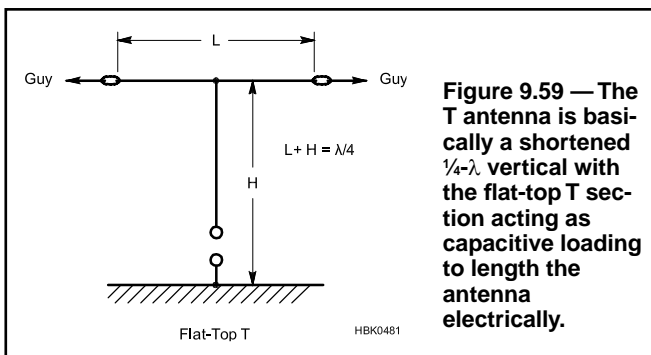 L
Guy
Guy
L+ H = λ/4
H
Flat-Top T
HBK0481
Figure 9.59 — The
T antenna is basi-
cally a shortened
¼-λ vertical with
the flat-top T sec-
tion acting as
capacitive loading
to length the
antenna
electrically.